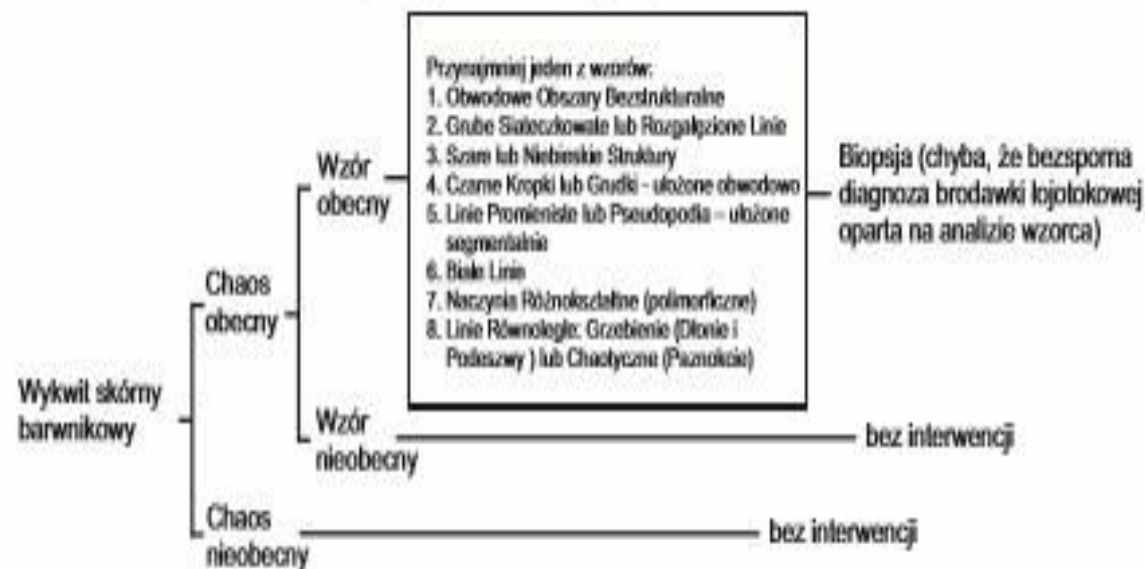 Przynajmniej jeden z wzorów:
1. Obwodowe Obszary Bezstrukturalne
2. Grube Siateczkowate lub Rozgałęzione Linie
3. Szare lub Niebieskie Struktury
4. Czarne Kropki lub Grudki - ułożone obwodowo
5. Linie Promieniste lub Pseudopodia – ułożone
segmentalnie
6. Białe Linie
7. Naczynia Różnokształtne (polimorficzne)
8. Linie Równoległe: Grzebienie (Dłonie i
Podeszwy ) lub Chaotyczne (Paznokcie)
Wzór
obecny
Biopsja (chyba, że bezsporna
diagnoza brodawki łojotokowej
oparta na analizie wzorca)
Chaos
obecny
Wykwit skórny
barwnikowy
Wzór
nieobecny
bez interwencji
Chaos
nieobecny
bez interwencji